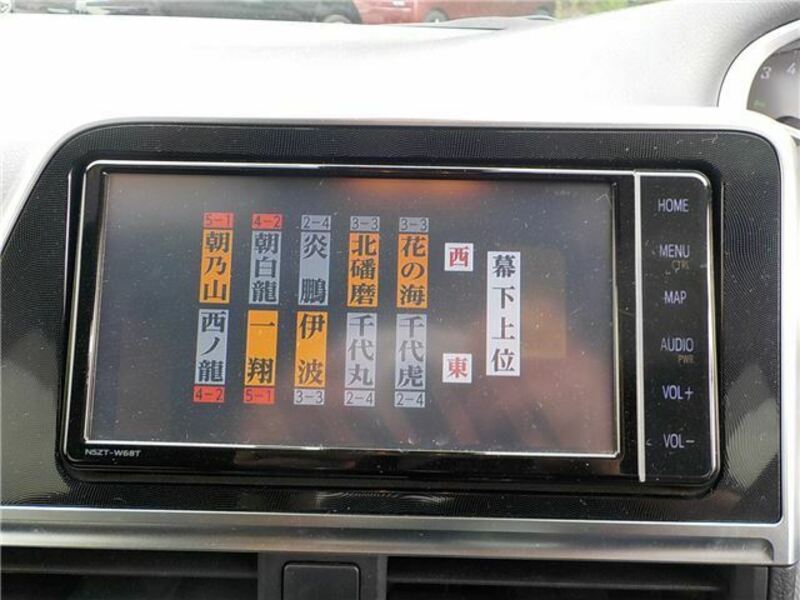 幕下上位
西
花の海 3-3
北磻磨 3-3
炎鵬 2-4
朝白龍 4-2
朝乃山 5-1
東
千代虎 2-4
千代丸 2-4
伊波 3-3
一翔 5-1
西ノ龍 4-2
HOME
MENU
CTRL
MAP
AUDIO
PWR
VOL+
VOL-
NSZT-W68T
3 4